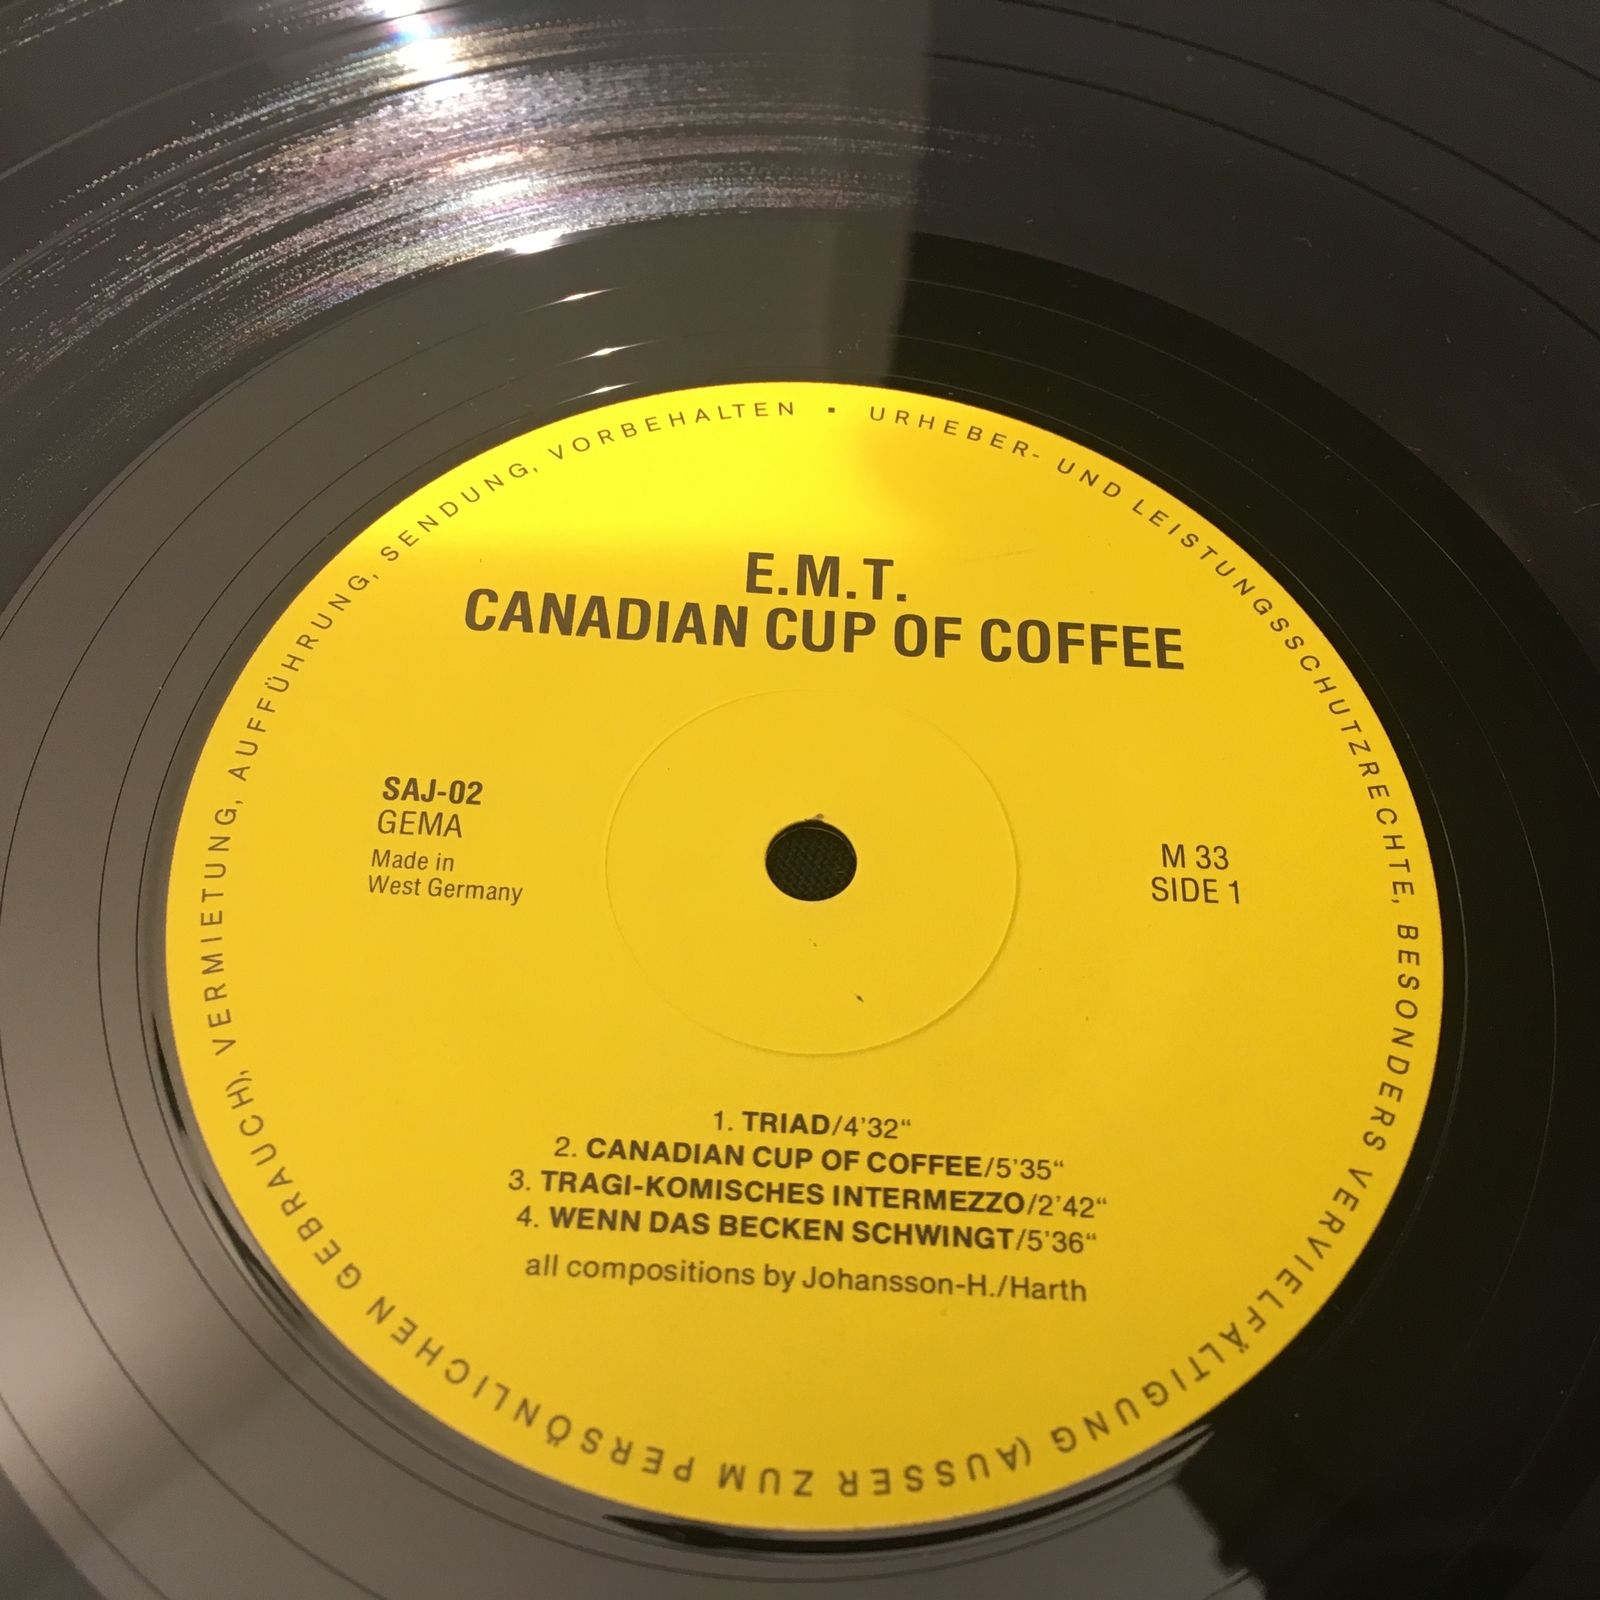 E.M.T.
CANADIAN CUP OF COFFEE
SAJ-02
GEMA
Made in
West Germany
M 33
SIDE 1
1. TRIAD/4'32“
2. CANADIAN CUP OF COFFEE/5'35“
3. TRAGI-KOMISCHES INTERMEZZO/2'42“
4. WENN DAS BECKEN SCHWINGT/5'36“
all compositions by Johansson-H./Harth
URHEBER- UND LEISTUNGSSCHUTZRECHTE, BESONDERS VERVIELFÄLTIGUNG (AUSSER ZUM PERSÖNLICHEN GEBRAUCH), VERMIETUNG, AUFFÜHRUNG, SENDUNG, VORBEHALTEN ▪